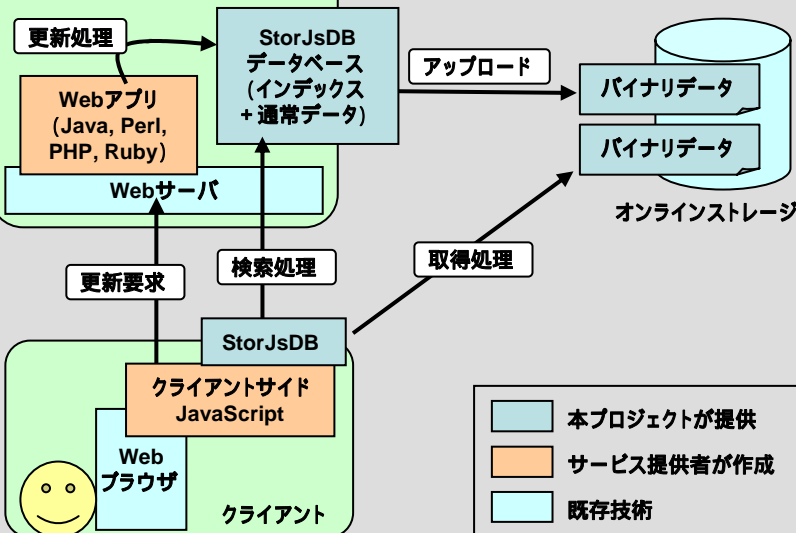 更新処理
StorJsDB
データベース
(インデックス
+ 通常データ)
アップロード
バイナリデータ
バイナリデータ
オンラインストレージ
Webアプリ
(Java, Perl,
PHP, Ruby)
Webサーバ
更新要求
検索処理
取得処理
StorJsDB
クライアントサイド
JavaScript
Web
ブラウザ
クライアント
本プロジェクトが提供
サービス提供者が作成
既存技術